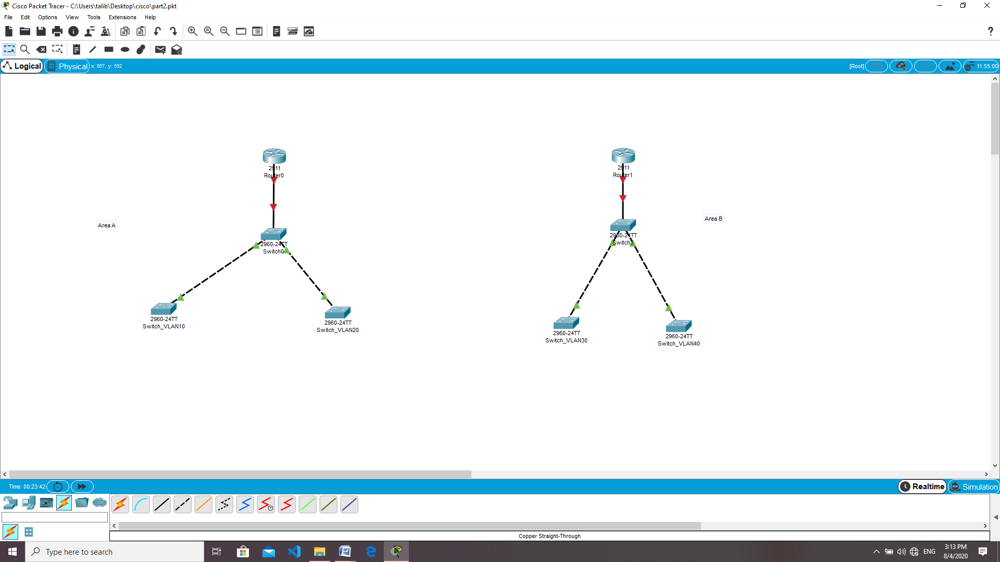 Cisco Packet Tracer - C:\Users\talib\Desktop\cisco\part2.pkt
File Edit Options View Tools Extensions Help
?
Logical Physical x: 857, y: 552 [Root] 11:55:00
2911
Router0
2911
Router1
Area A
Area B
2960-24TT
Switch0
2960-24TT
Switch3
2960-24TT
Switch_VLAN10
2960-24TT
Switch_VLAN20
2960-24TT
Switch_VLAN30
2960-24TT
Switch_VLAN40
Time: 00:23:42 Realtime Simulation
Copper Straight-Through
Type here to search
ENG
3:13 PM
8/4/2020